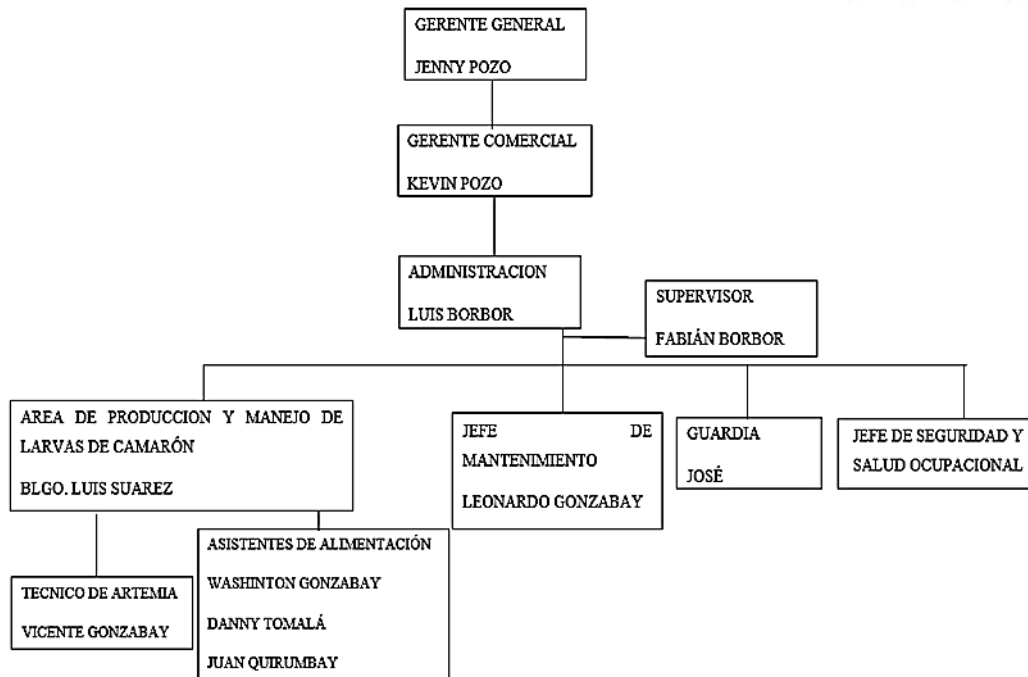 GERENTE GENERAL
JENNY POZO
GERENTE COMERCIAL
KEVIN POZO
ADMINISTRACION
LUIS BORBOR
SUPERVISOR
FABIÁN BORBOR
AREA DE PRODUCCION Y MANEJO DE
LARVAS DE CAMARÓN
BLGO. LUIS SUAREZ
JEFE DE
MANTENIMIENTO
LEONARDO GONZABAY
GUARDIA
JOSÉ
JEFE DE SEGURIDAD Y
SALUD OCUPACIONAL
TECNICO DE ARTEMIA
VICENTE GONZABAY
ASISTENTES DE ALIMENTACIÓN
WASHINTON GONZABAY
DANNY TOMALÁ
JUAN QUIRUMBAY